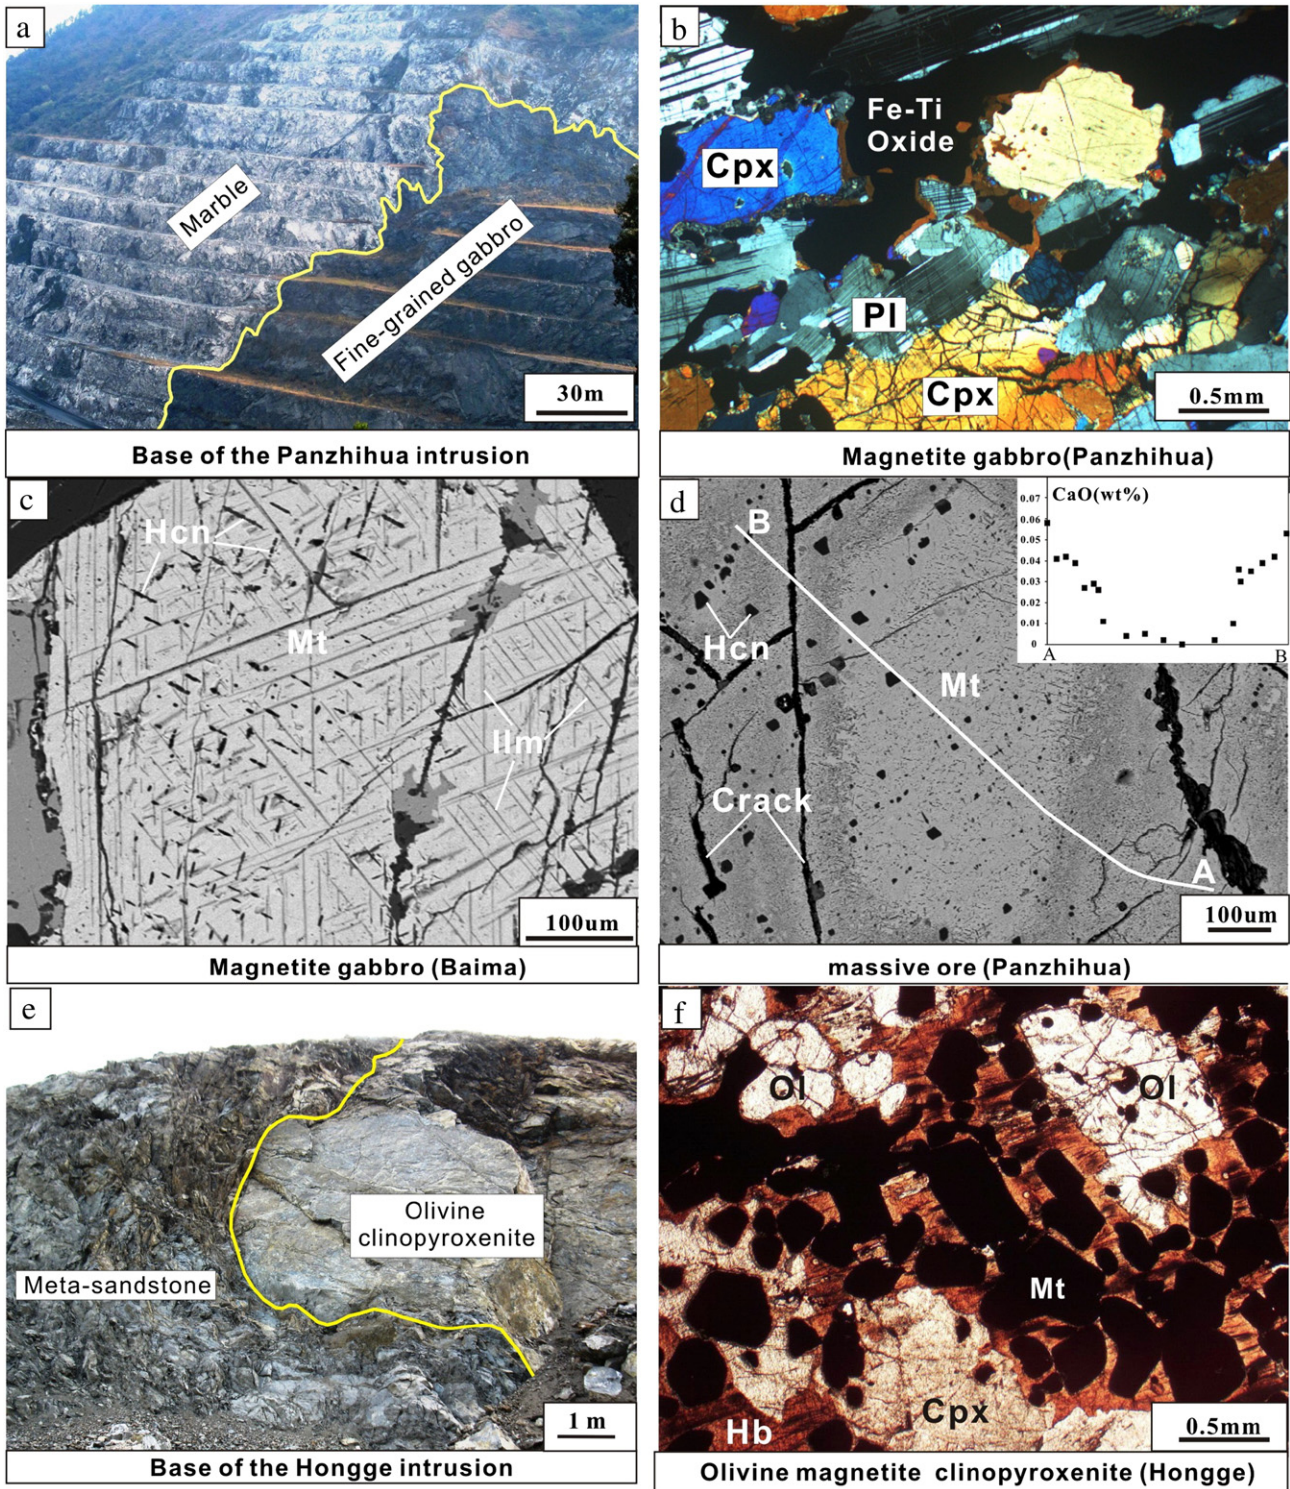 a
Marble
Fine-grained gabbro
30m
Base of the Panzhihua intrusion
b
Fe-Ti
Oxide
Cpx
Pl
Cpx
0.5mm
Magnetite gabbro(Panzhihua)
c
Hcn
Mt
Ilm
100um
Magnetite gabbro (Baima)
d
B
CaO(wt%)
0.07
0.06
0.05
0.04
0.03
0.02
0.01
0
A
B
Hcn
Mt
Crack
A
100um
massive ore (Panzhihua)
e
Olivine
clinopyroxenite
Meta-sandstone
1 m
Base of the Hongge intrusion
f
Ol
Ol
Mt
Cpx
Hb
0.5mm
Olivine magnetite clinopyroxenite (Hongge)